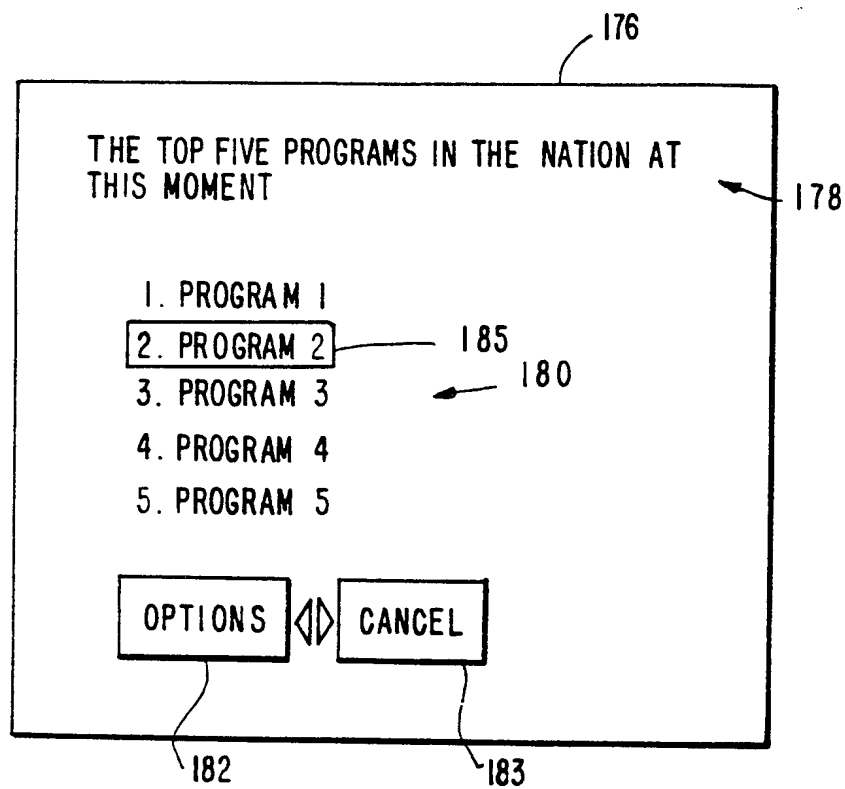 176
THE TOP FIVE PROGRAMS IN THE NATION AT
THIS MOMENT
178
1. PROGRAM 1
2. PROGRAM 2
185
3. PROGRAM 3
180
4. PROGRAM 4
5. PROGRAM 5
OPTIONS
CANCEL
182
183